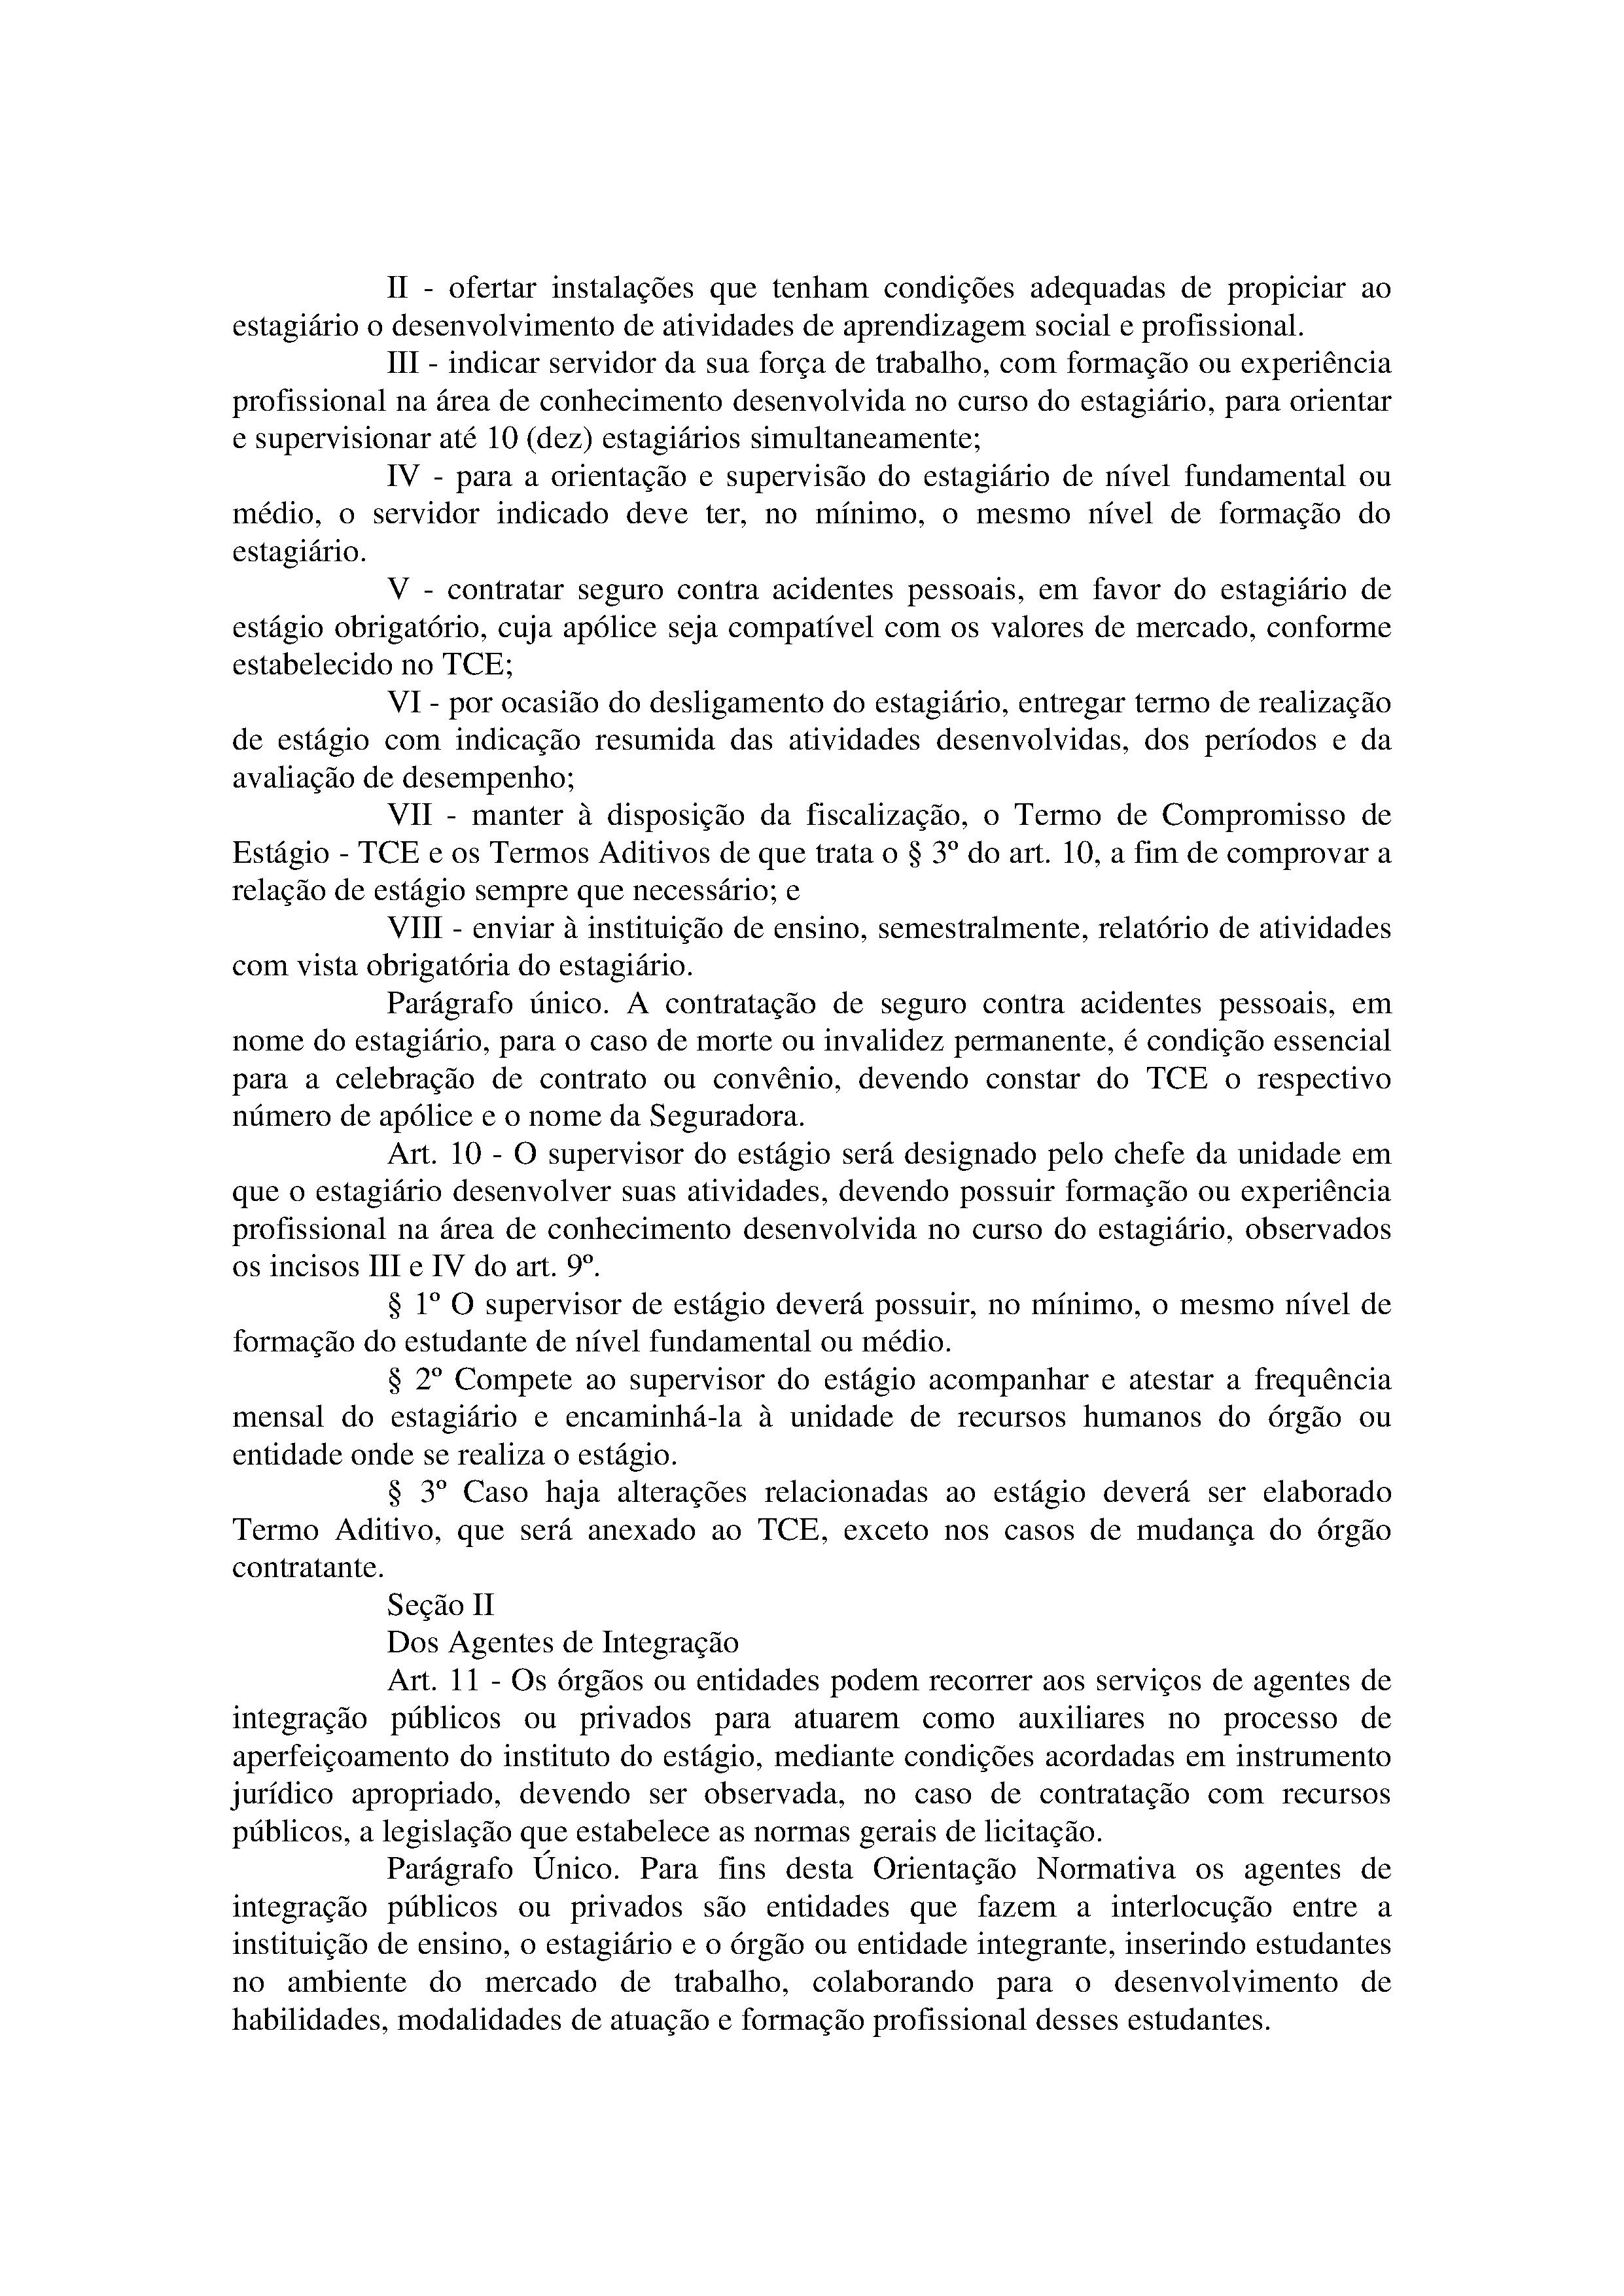 II - ofertar instalações que tenham condições adequadas de propiciar ao
estagiário o desenvolvimento de atividades de aprendizagem social e profissional.
III - indicar servidor da sua força de trabalho, com formação ou experiência
profissional na área de conhecimento desenvolvida no curso do estagiário, para orientar
e supervisionar até 10 (dez) estagiários simultaneamente;
IV - para a orientação e supervisão do estagiário de nível fundamental ou
médio, o servidor indicado deve ter, no mínimo, o mesmo nível de formação do
estagiário.
V - contratar seguro contra acidentes pessoais, em favor do estagiário de
estágio obrigatório, cuja apólice seja compatível com os valores de mercado, conforme
estabelecido no TCE;
VI - por ocasião do desligamento do estagiário, entregar termo de realização
de estágio com indicação resumida das atividades desenvolvidas, dos períodos e da
avaliação de desempenho;
VII - manter à disposição da fiscalização, o Termo de Compromisso de
Estágio - TCE e os Termos Aditivos de que trata o § 3º do art. 10, a fim de comprovar a
relação de estágio sempre que necessário; e
VIII - enviar à instituição de ensino, semestralmente, relatório de atividades
com vista obrigatória do estagiário.
Parágrafo único. A contratação de seguro contra acidentes pessoais, em
nome do estagiário, para o caso de morte ou invalidez permanente, é condição essencial
para a celebração de contrato ou convênio, devendo constar do TCE o respectivo
número de apólice e o nome da Seguradora.
Art. 10 - O supervisor do estágio será designado pelo chefe da unidade em
que o estagiário desenvolver suas atividades, devendo possuir formação ou experiência
profissional na área de conhecimento desenvolvida no curso do estagiário, observados
os incisos III e IV do art. 9º.
§ 1º O supervisor de estágio deverá possuir, no mínimo, o mesmo nível de
formação do estudante de nível fundamental ou médio.
§ 2º Compete ao supervisor do estágio acompanhar e atestar a frequência
mensal do estagiário e encaminhá-la à unidade de recursos humanos do órgão ou
entidade onde se realiza o estágio.
§ 3º Caso haja alterações relacionadas ao estágio deverá ser elaborado
Termo Aditivo, que será anexado ao TCE, exceto nos casos de mudança do órgão
contratante.
Seção II
Dos Agentes de Integração
Art. 11 - Os órgãos ou entidades podem recorrer aos serviços de agentes de
integração públicos ou privados para atuarem como auxiliares no processo de
aperfeiçoamento do instituto do estágio, mediante condições acordadas em instrumento
jurídico apropriado, devendo ser observada, no caso de contratação com recursos
públicos, a legislação que estabelece as normas gerais de licitação.
Parágrafo Único. Para fins desta Orientação Normativa os agentes de
integração públicos ou privados são entidades que fazem a interlocução entre a
instituição de ensino, o estagiário e o órgão ou entidade integrante, inserindo estudantes
no ambiente do mercado de trabalho, colaborando para o desenvolvimento de
habilidades, modalidades de atuação e formação profissional desses estudantes.